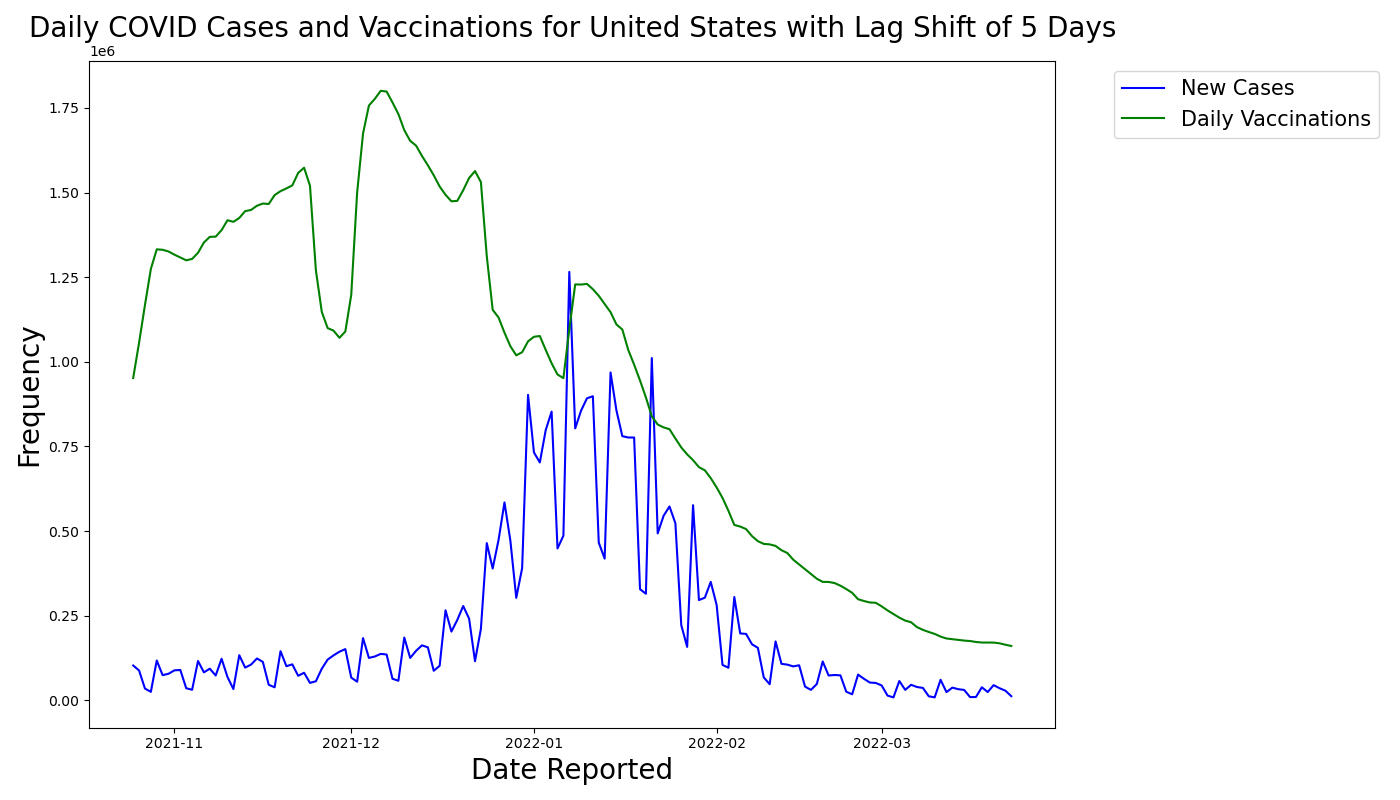 Daily COVID Cases and Vaccinations for United States with Lag Shift of 5 Days
1e6
New Cases
Daily Vaccinations
1.75
1.50
1.25
1.00
0.75
0.50
0.25
0.00
Frequency
2021-11
2021-12
2022-01
2022-02
2022-03
Date Reported